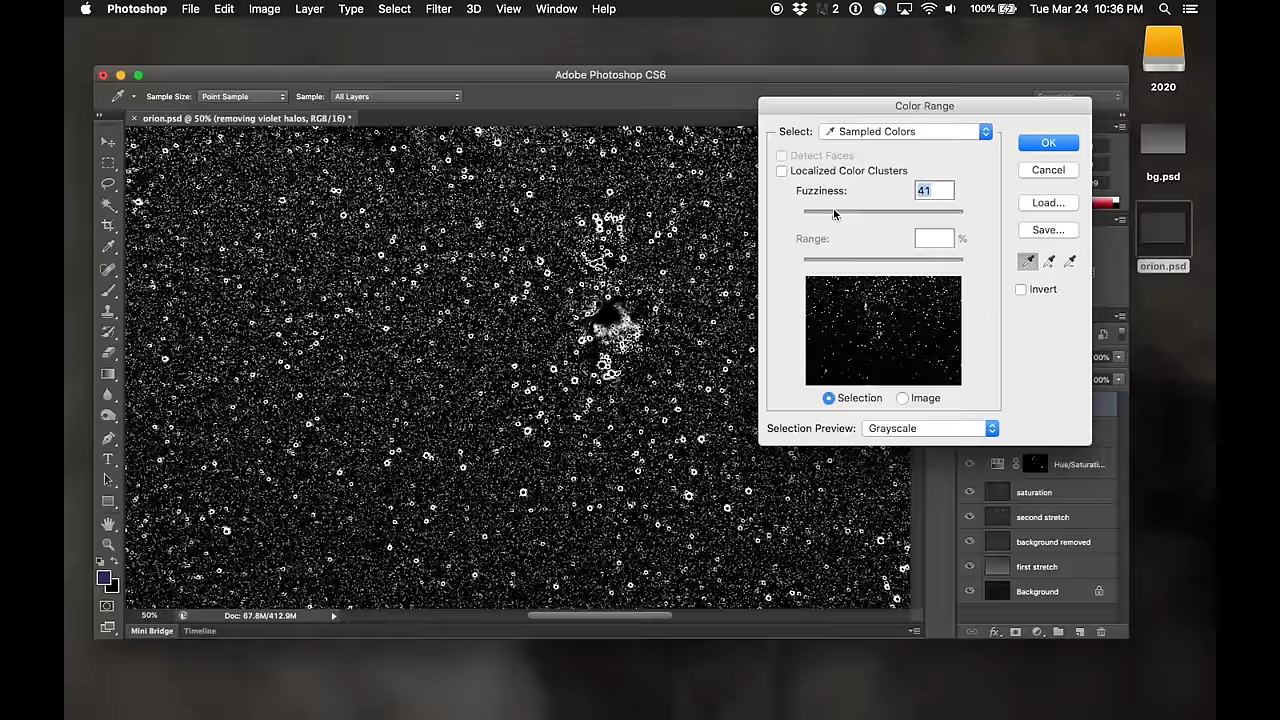 Photoshop File Edit Image Layer Type Select Filter 3D View Window Help 2 100% Tue Mar 24 10:36 PM
2020
bg.psd
orion.psd
Adobe Photoshop CS6
Sample Size: Point Sample Sample: All Layers
orion.psd @ 50% (removing violet halos, RGB/16) *
Color Range
Select: Sampled Colors
Detect Faces
Localized Color Clusters
Fuzziness: 41
Range: %
Selection Image
Selection Preview: Grayscale
OK
Cancel
Load...
Save...
Invert
Hue/Saturati...
saturation
second stretch
background removed
first stretch
Background
50% Doc: 67.8M/412.9M
Mini Bridge Timeline